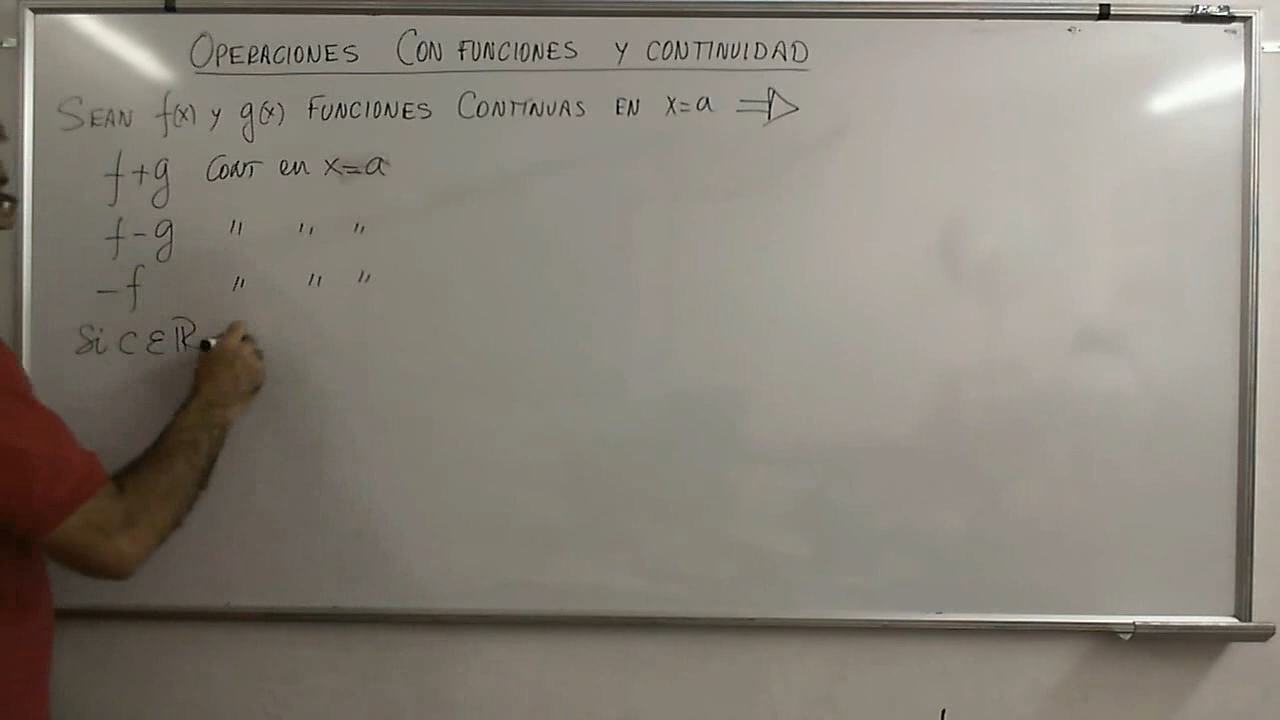 OPERACIONES CON FUNCIONES Y CONTINUIDAD
SEAN f(x) y g(x) FUNCIONES CONTINUAS EN x=a ⇒
f+g CONT en x=a
f-g " " "
-f " " "
Si C ∈ ℝ